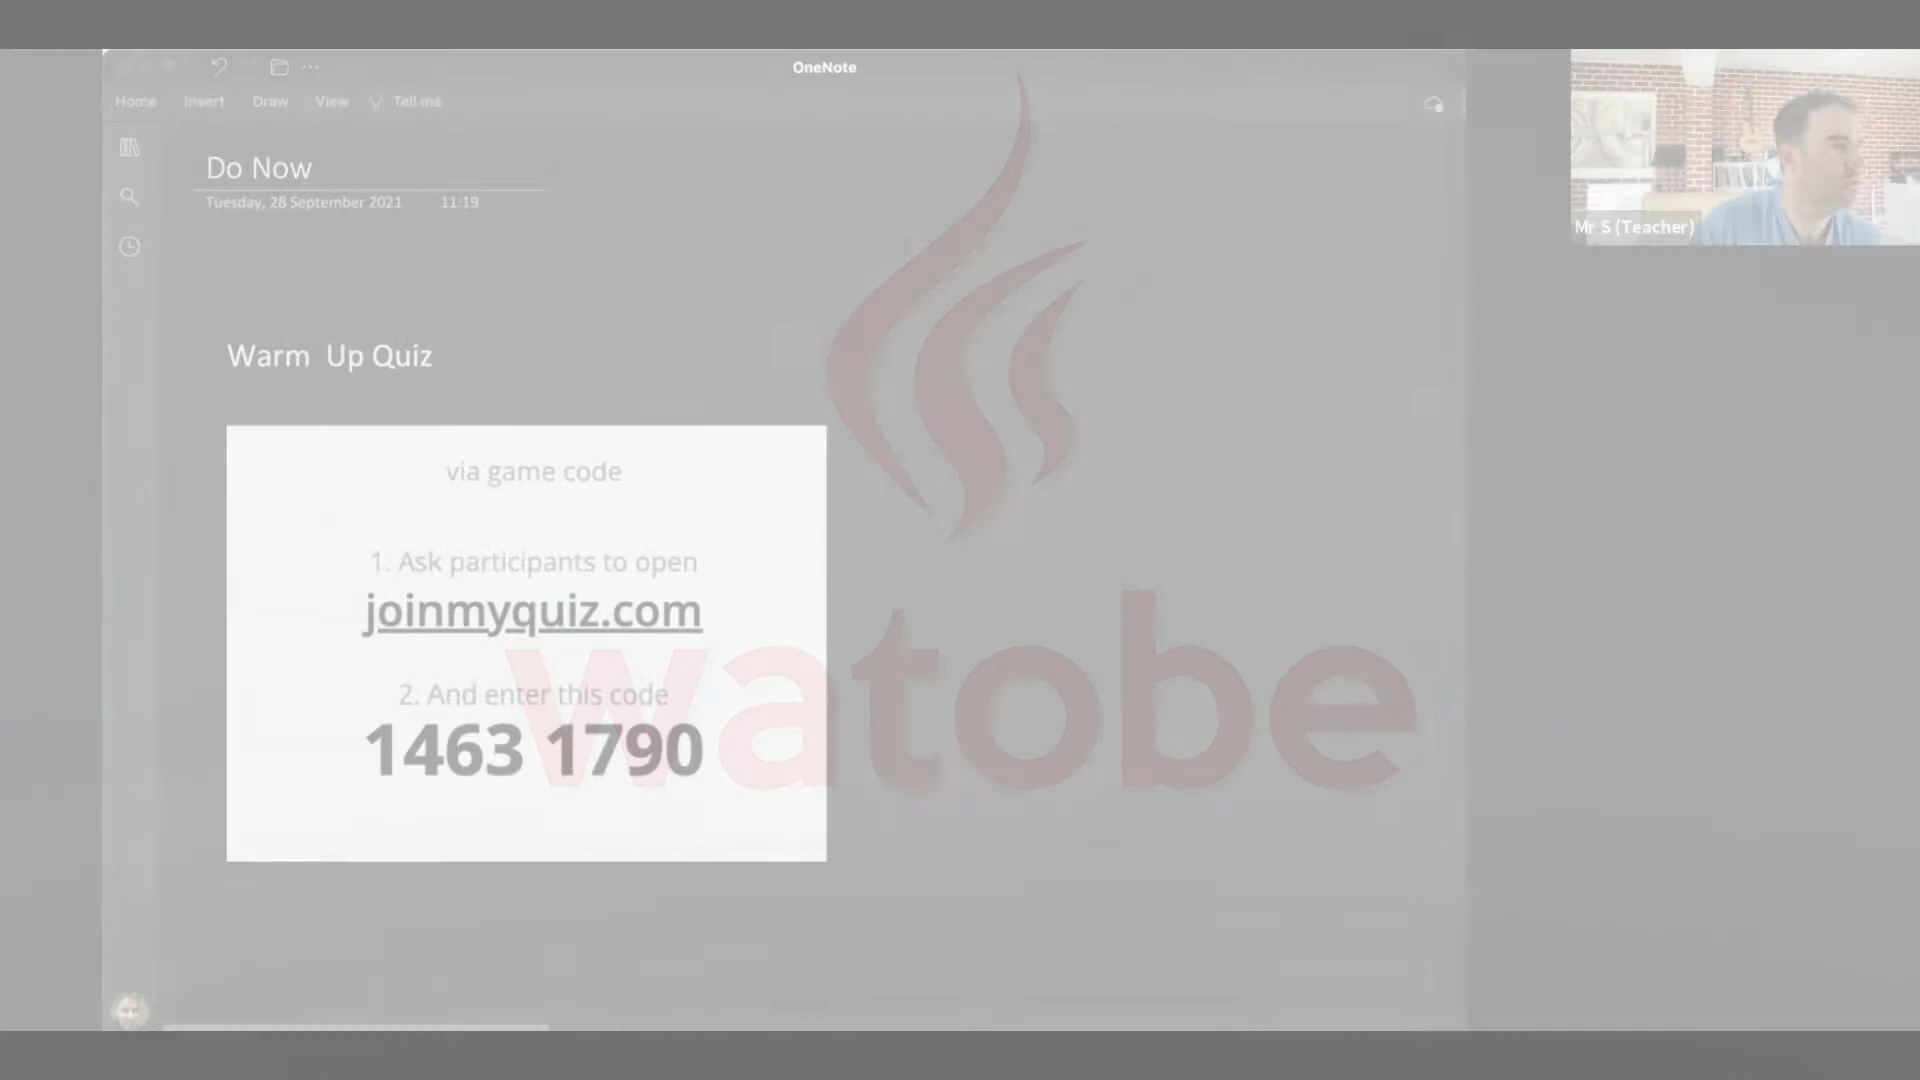 OneNote
Home Insert Draw View Tell me
Do Now
Tuesday, 28 September 2021 11:19
Mr S (Teacher)
Warm Up Quiz
via game code
1. Ask participants to open
joinmyquiz.com
2. And enter this code
1463 1790
watobe